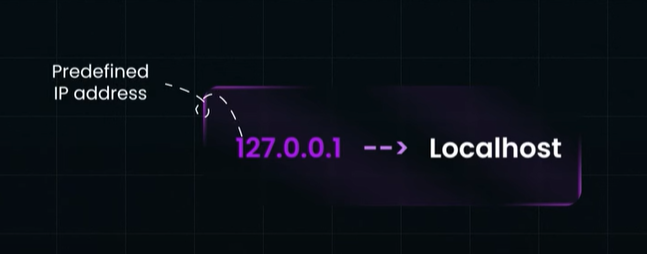 Predefined
IP address
127.0.0.1 --> Localhost